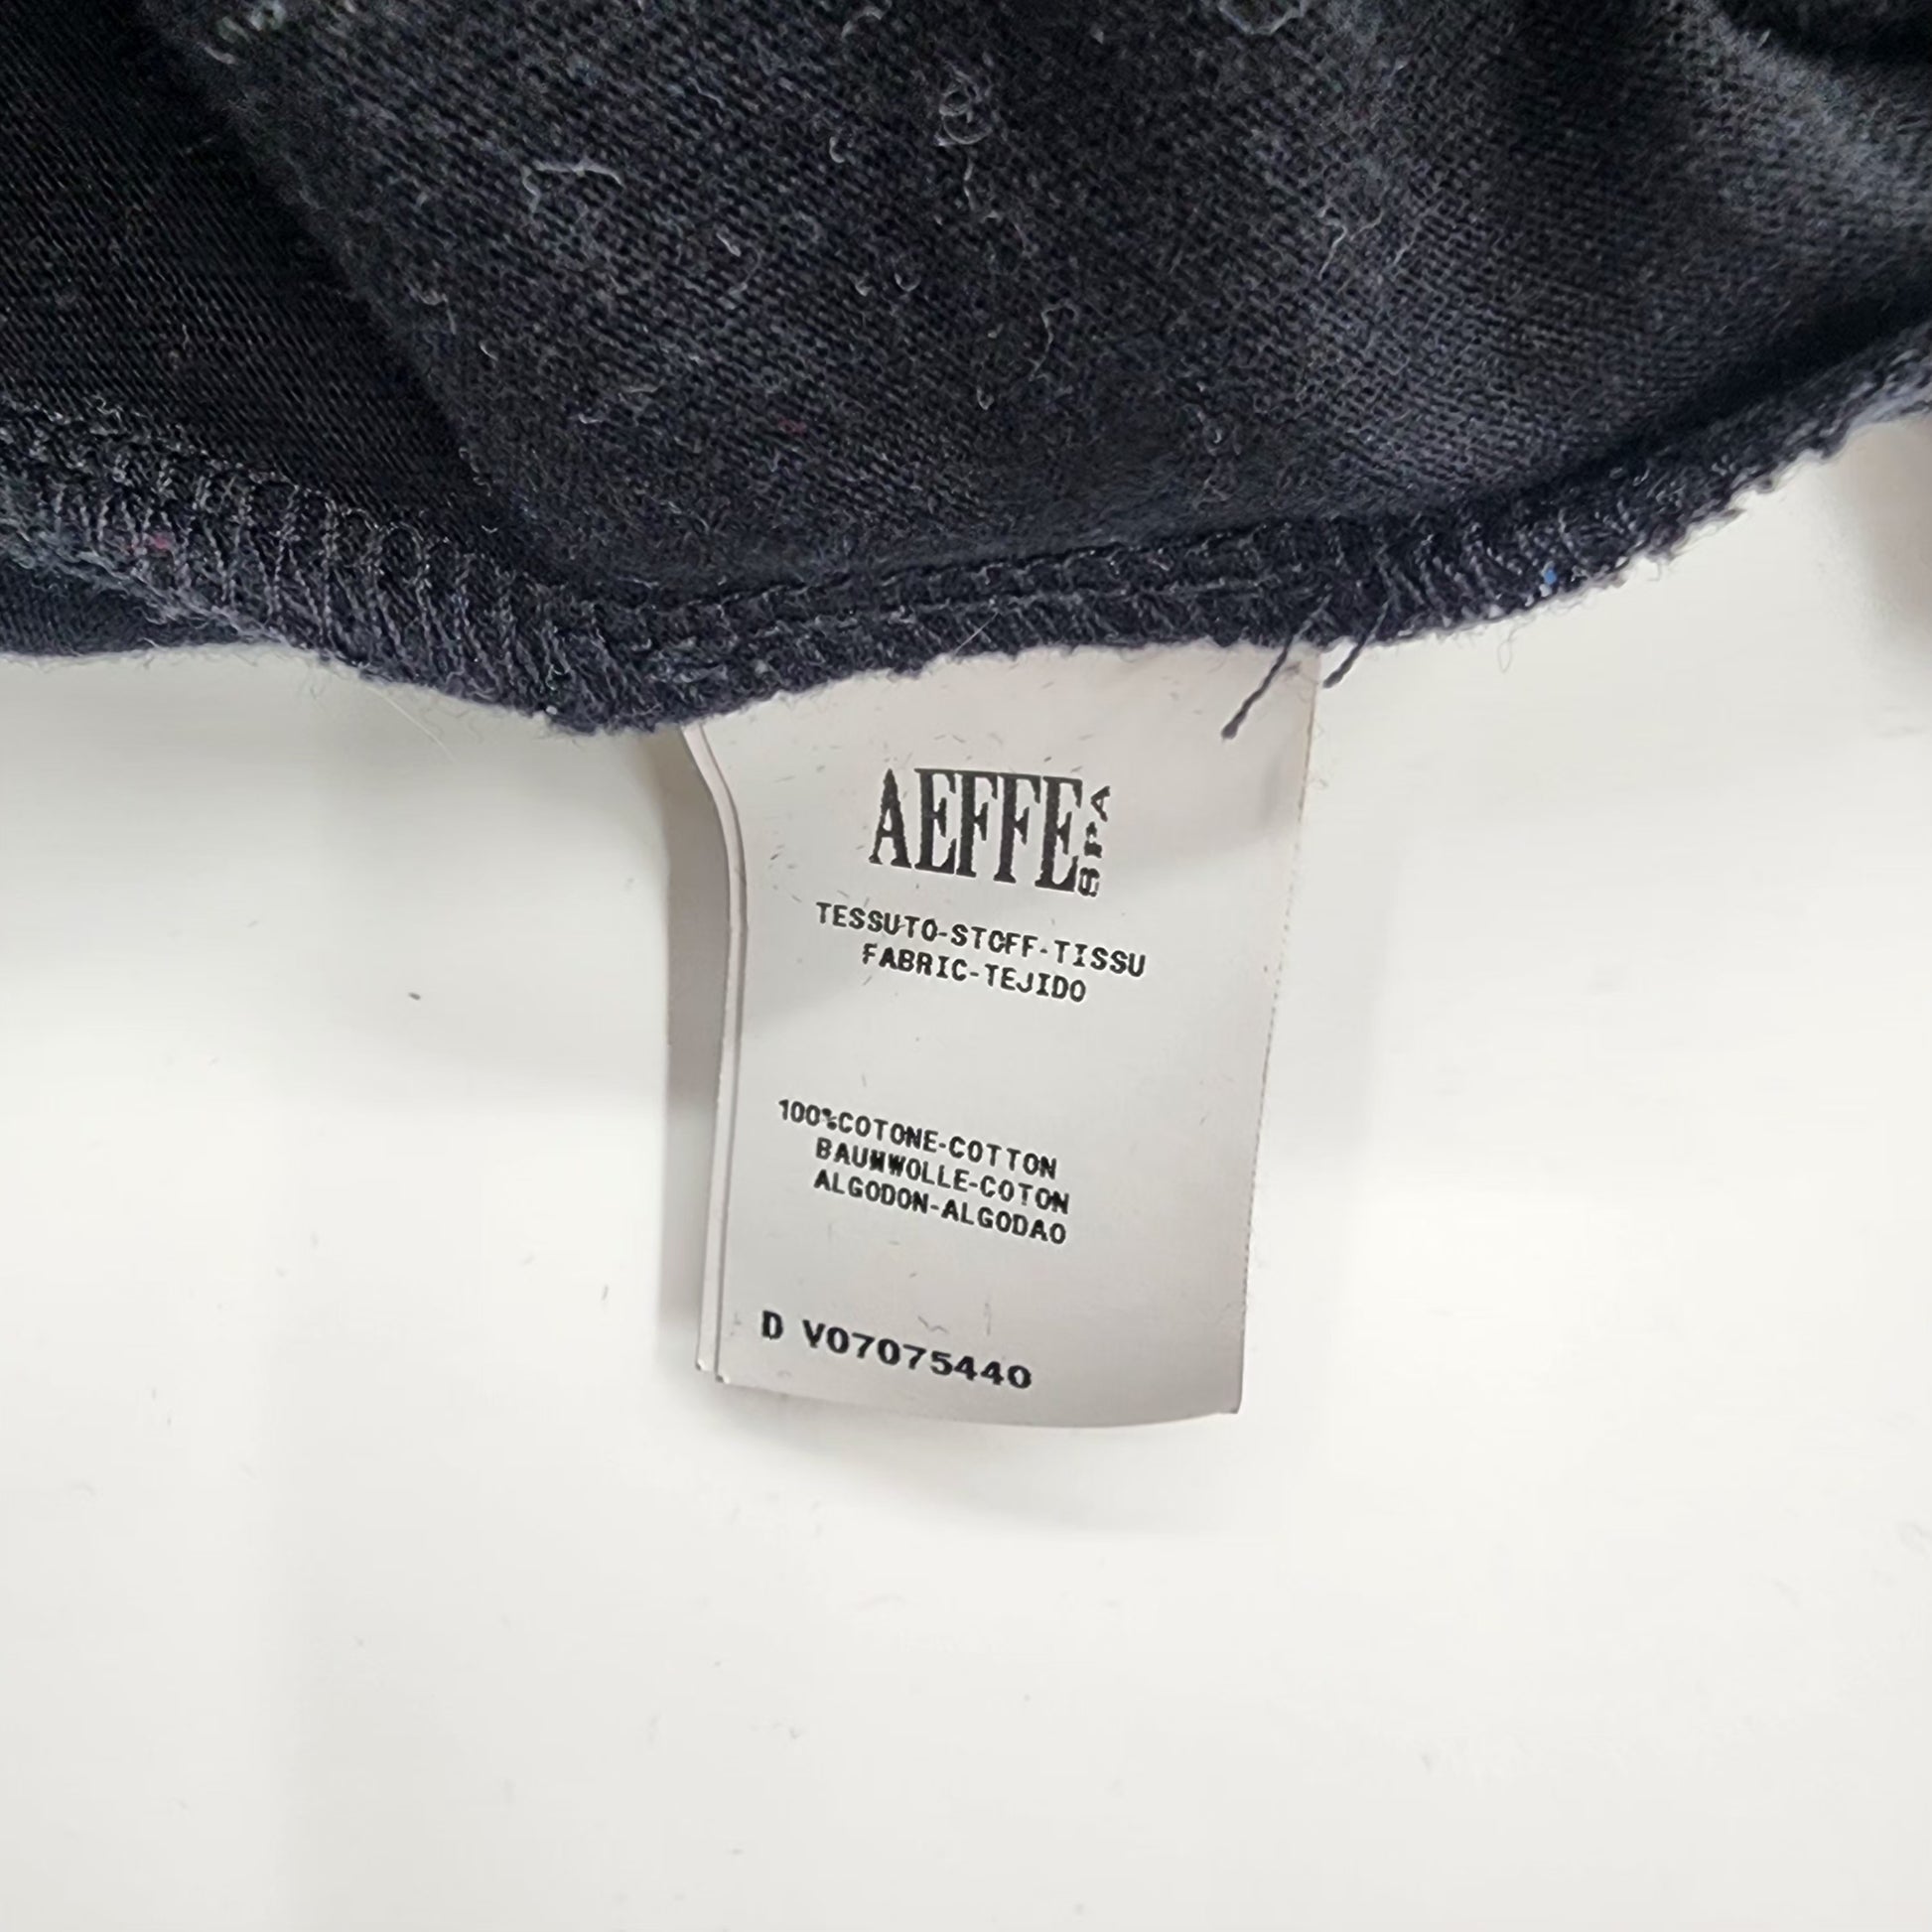 AEFFE SPA
TESSUTO-STOFF-TISSU
FABRIC-TEJIDO
100%COTONE-COTTON
BAUMWOLLE-COTON
ALGODON-ALGODAO
D V07075440